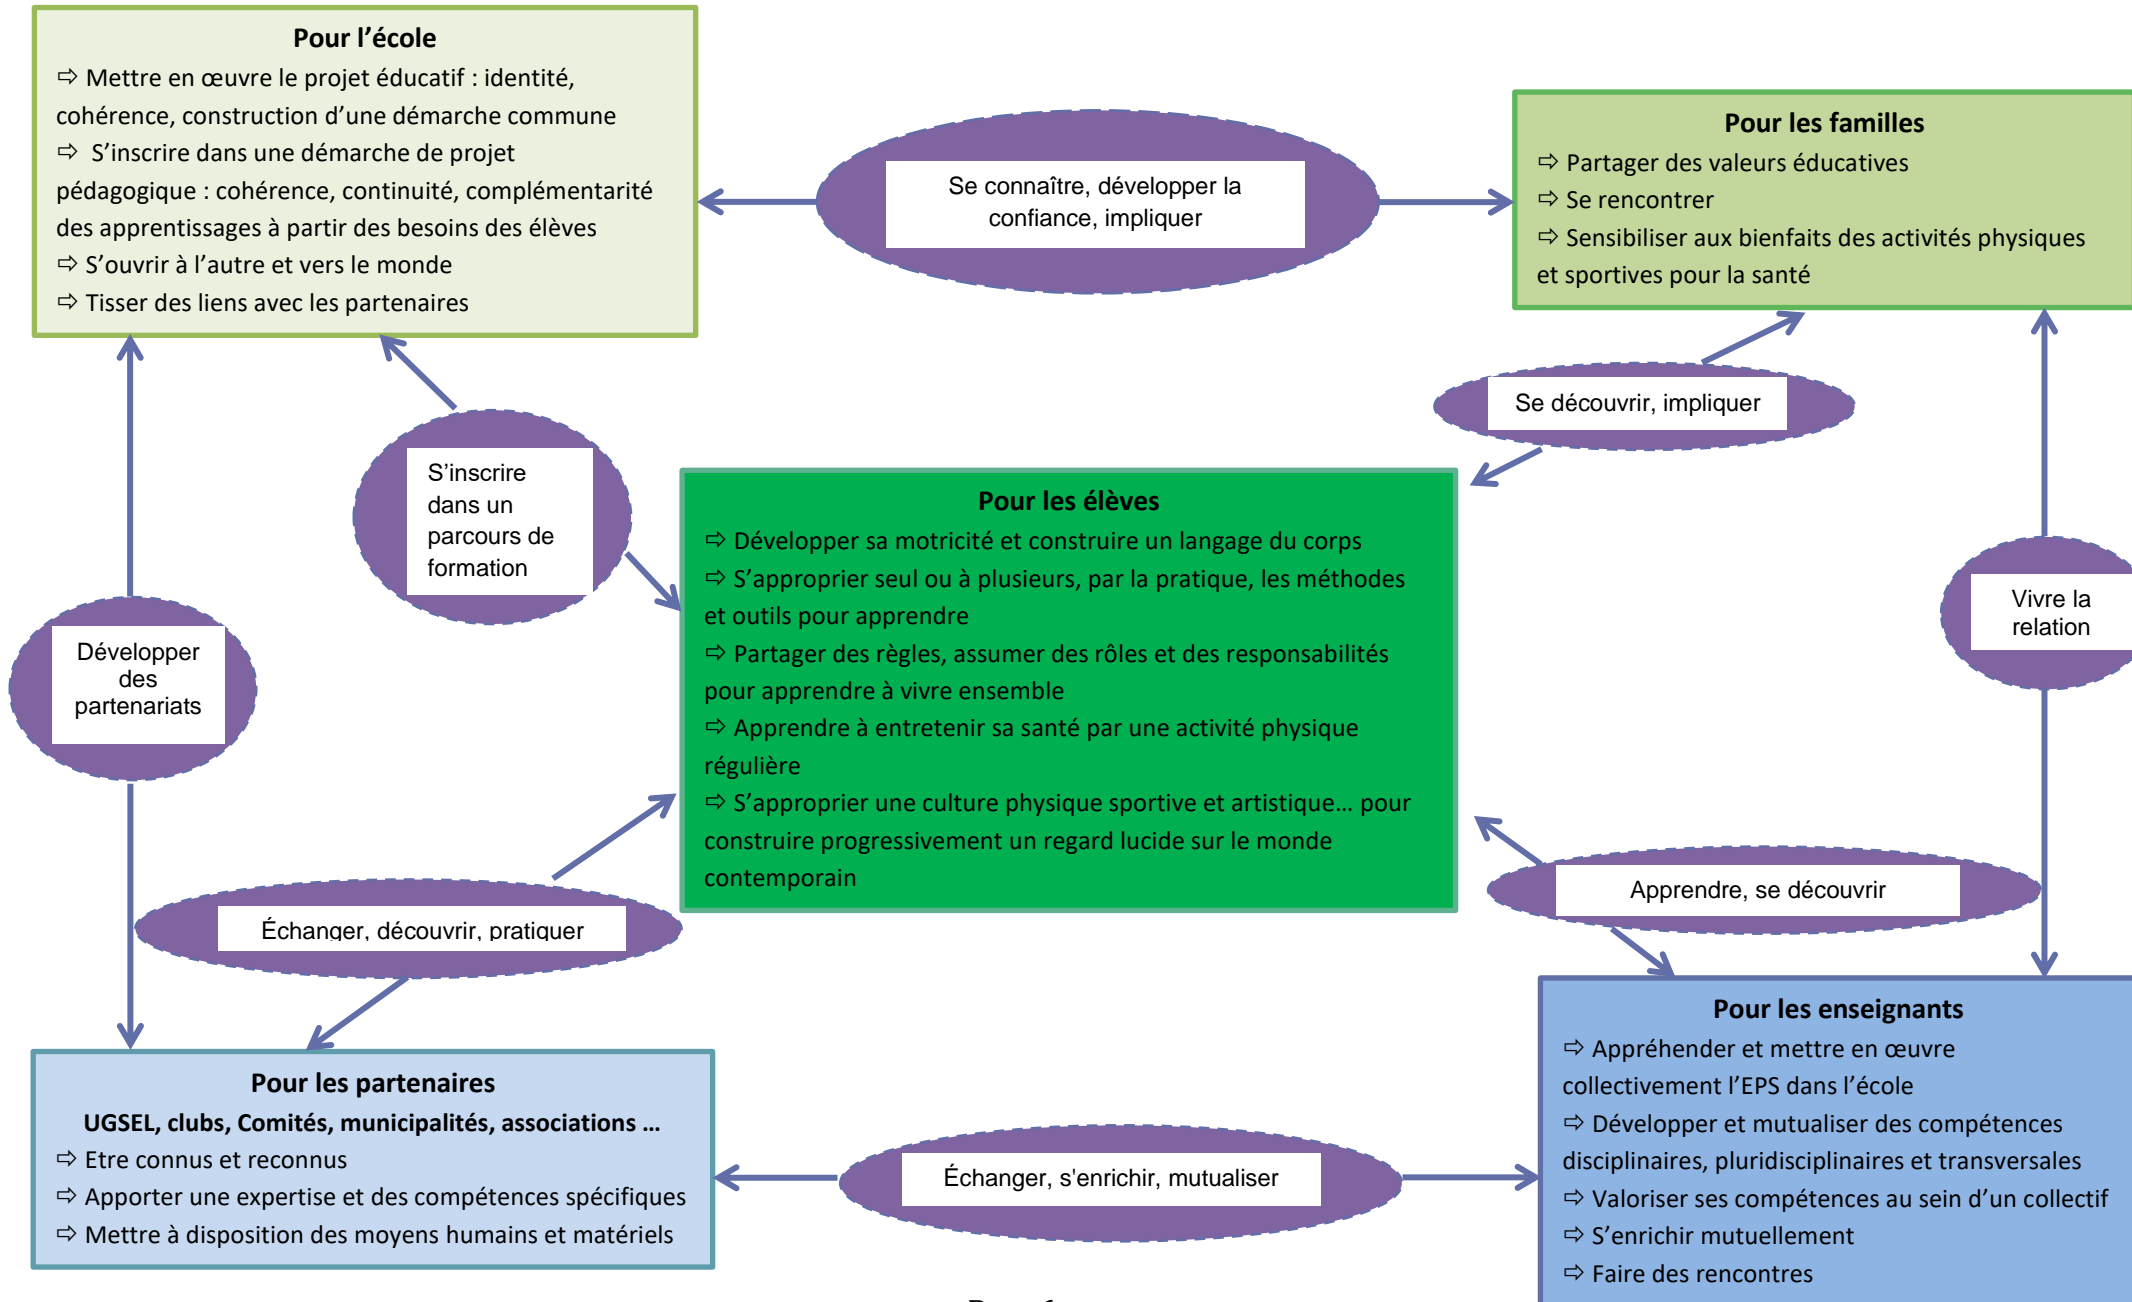 Pour l'école
⇨ Mettre en œuvre le projet éducatif : identité,
cohérence, construction d'une démarche commune
⇨ S'inscrire dans une démarche de projet
pédagogique : cohérence, continuité, complémentarité
des apprentissages à partir des besoins des élèves
⇨ S'ouvrir à l'autre et vers le monde
⇨ Tisser des liens avec les partenaires
Se connaître, développer la
confiance, impliquer
Pour les familles
⇨ Partager des valeurs éducatives
⇨ Se rencontrer
⇨ Sensibiliser aux bienfaits des activités physiques
et sportives pour la santé
Se découvrir, impliquer
S'inscrire
dans un
parcours de
formation
Pour les élèves
⇨ Développer sa motricité et construire un langage du corps
⇨ S'approprier seul ou à plusieurs, par la pratique, les méthodes
et outils pour apprendre
⇨ Partager des règles, assumer des rôles et des responsabilités
pour apprendre à vivre ensemble
⇨ Apprendre à entretenir sa santé par une activité physique
régulière
⇨ S'approprier une culture physique sportive et artistique… pour
construire progressivement un regard lucide sur le monde
contemporain
Vivre la
relation
Développer
des
partenariats
Échanger, découvrir, pratiquer
Apprendre, se découvrir
Pour les partenaires
UGSEL, clubs, Comités, municipalités, associations …
⇨ Etre connus et reconnus
⇨ Apporter une expertise et des compétences spécifiques
⇨ Mettre à disposition des moyens humains et matériels
Échanger, s'enrichir, mutualiser
Pour les enseignants
⇨ Appréhender et mettre en œuvre
collectivement l'EPS dans l'école
⇨ Développer et mutualiser des compétences
disciplinaires, pluridisciplinaires et transversales
⇨ Valoriser ses compétences au sein d'un collectif
⇨ S'enrichir mutuellement
⇨ Faire des rencontres